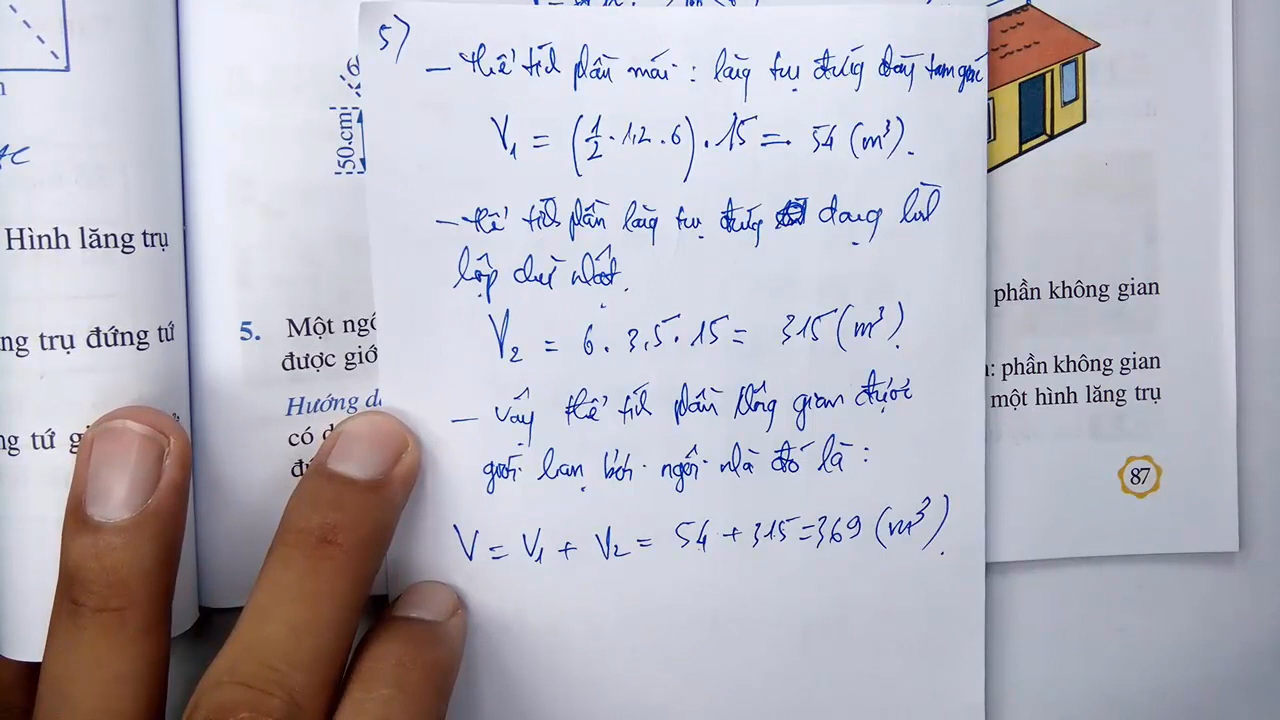 Hình lăng trụ
ng trụ đứng tứ
ng tứ
50.cm
5. Một ngô
được giớ
Hướng d
có d
5)
- thể tích phần mái: lăng trụ đứng đáy tam giác
V₁ = (1/2 . 1,2 . 6) . 15 = 54 (m³).
- thể tích phần lăng trụ đứng dạng hình
hộp chữ nhật.
V₂ = 6 . 3,5 . 15 = 315 (m³).
- vậy thể tích phần không gian được
giới hạn bởi ngôi nhà đó là:
V = V₁ + V₂ = 54 + 315 = 369 (m³).
phần không gian
: phần không gian
một hình lăng trụ
87